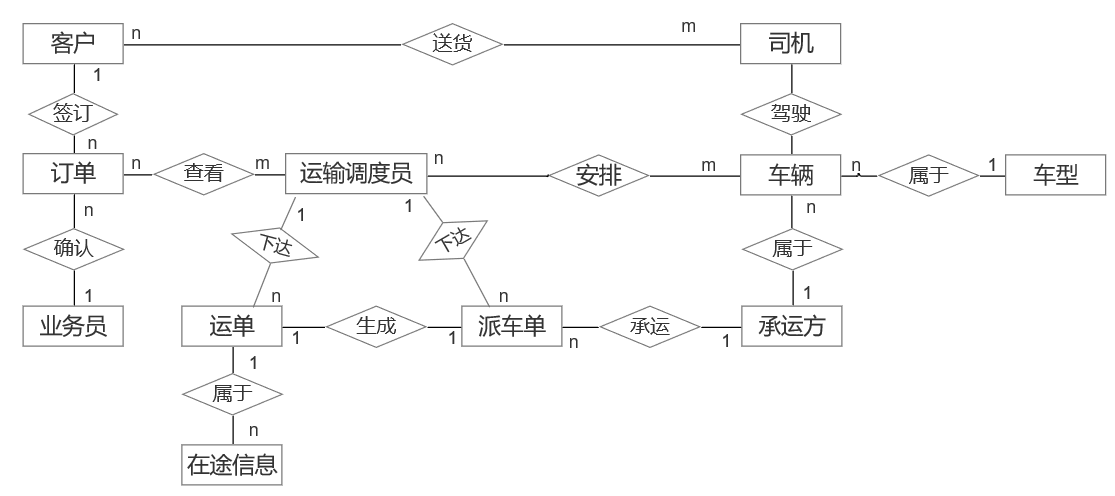 客户 n 送货 m 司机
1
签订 驾驶
n
订单 n 查看 m 运输调度员 n 安排 m 车辆 n 属于 1 车型
n 1 1 n
确认 下达 下达 属于
1 n n 1
业务员 运单 1 生成 1 派车单 n 承运 1 承运方
1
属于
n
在途信息